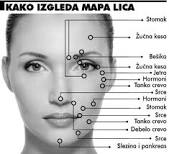 KAKO IZGLEDA MAPA LICA
Stomak
Žučna kesa
Bešika
Žučna kesa
Jetra
Hormoni
Tanko crevo
Srce
Hormoni
Stomak
Srce
Tanko crevo
Debelo crevo
Srce
Slezina i pankreas